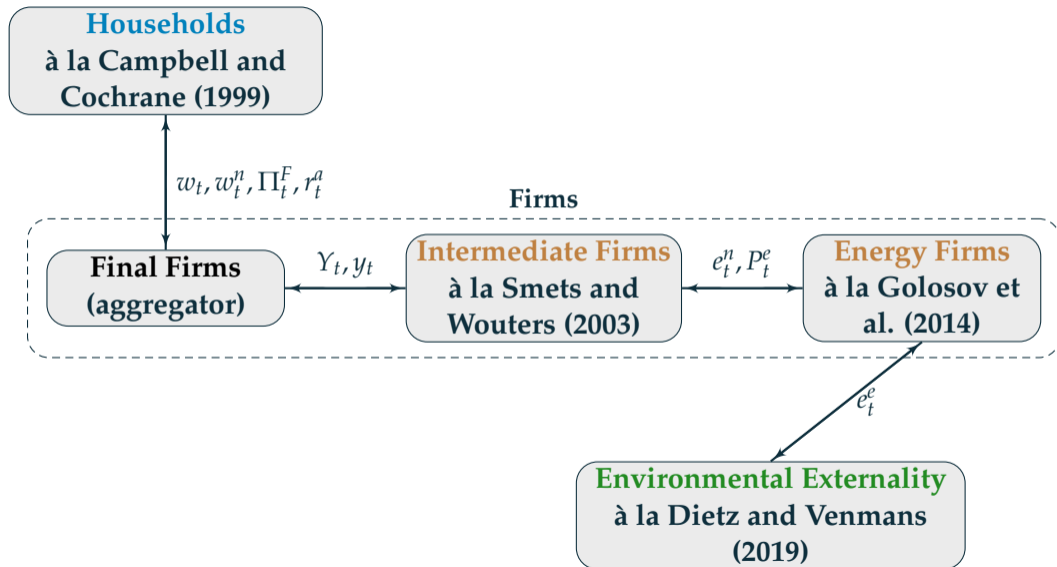 Households
à la Campbell and
Cochrane (1999)
w_t, w_t^n, Π_t^F, r_t^a
Firms
Final Firms
(aggregator)
Y_t, y_t
Intermediate Firms
à la Smets and
Wouters (2003)
e_t^n, P_t^e
Energy Firms
à la Golosov et
al. (2014)
e_t^e
Environmental Externality
à la Dietz and Venmans
(2019)